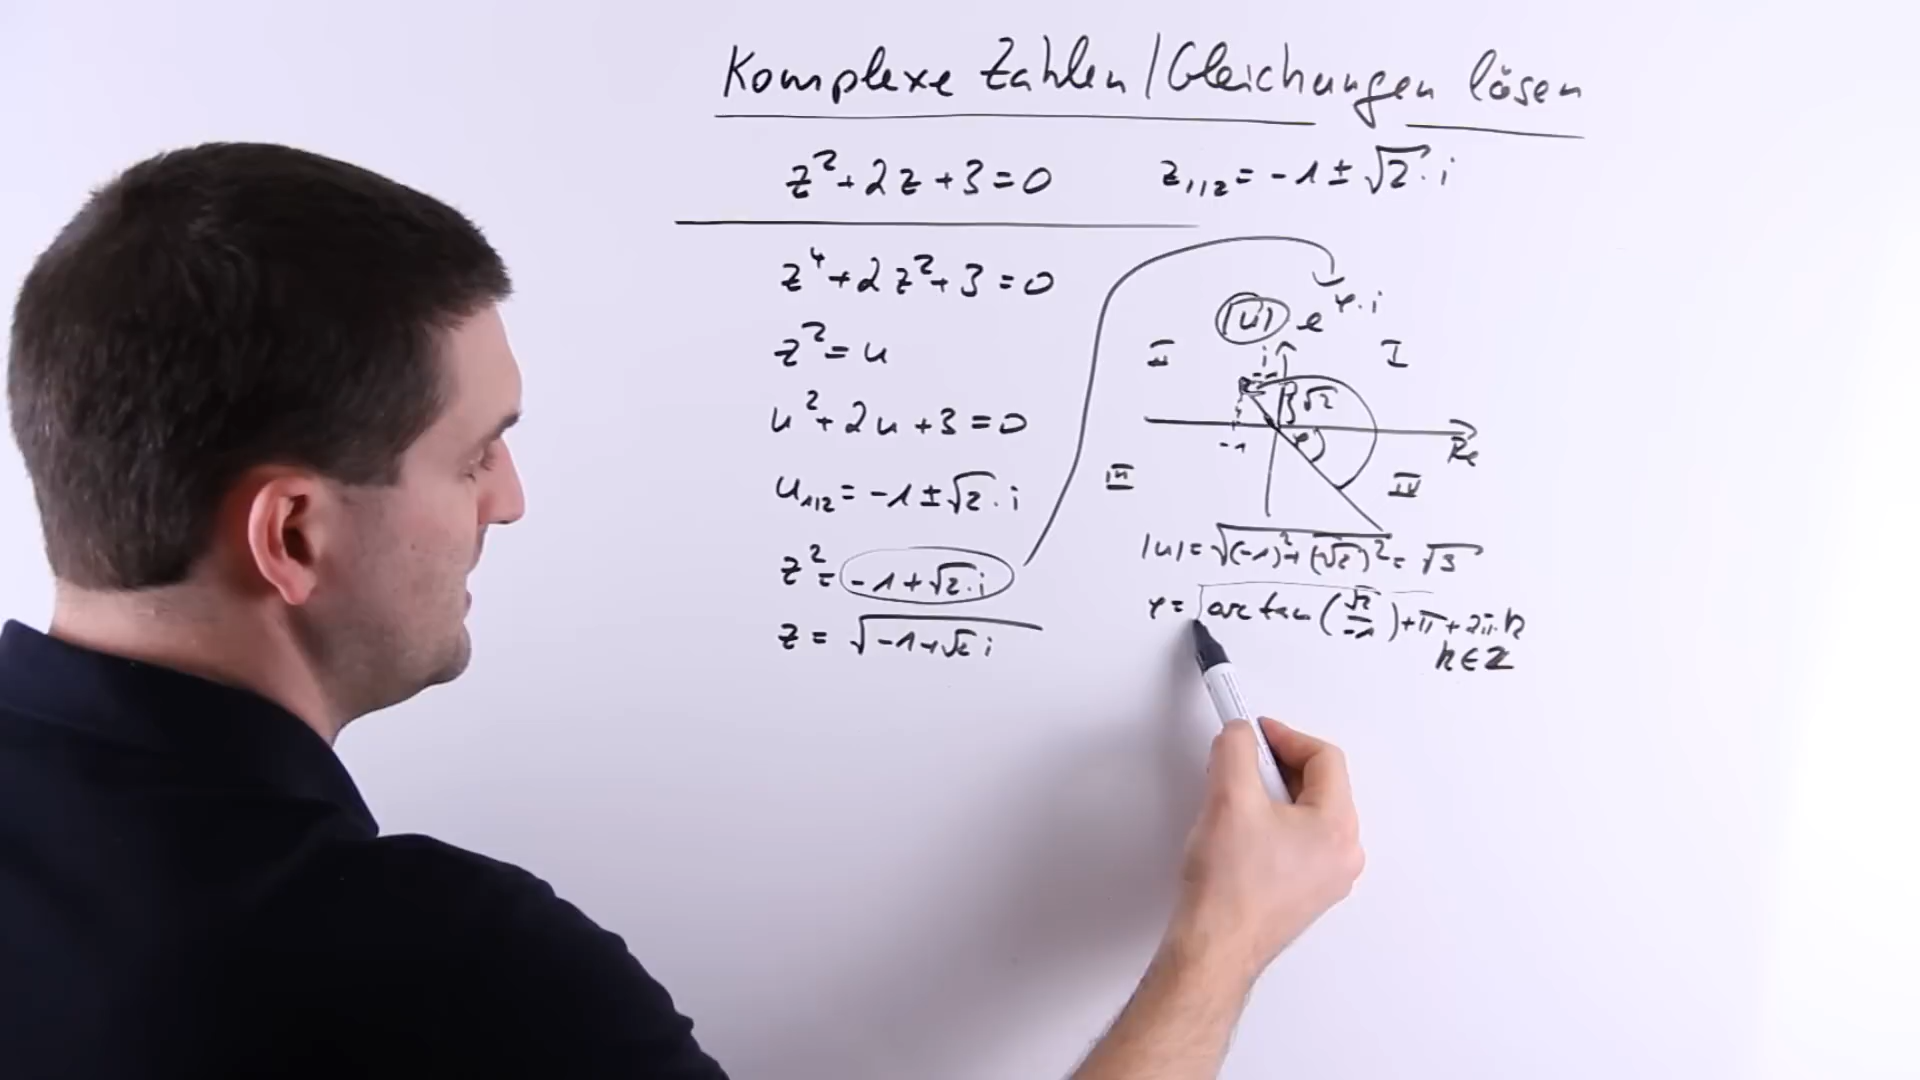 Komplexe Zahlen / Gleichungen lösen
z² + 2z + 3 = 0
z₁/₂ = -1 ± √2 · i
z⁴ + 2z² + 3 = 0
z² = u
u² + 2u + 3 = 0
u₁/₂ = -1 ± √2 · i
z² = -1 + √2 · i
z = √(-1 + √2 i)
|u| e^(φ·i)
II
i
I
√2
-1
φ
Re
III
IV
|u| = √((-1)² + (√2)²) = √3
φ = arctan(√2/-1) + π + 2π·k
k ∈ ℤ